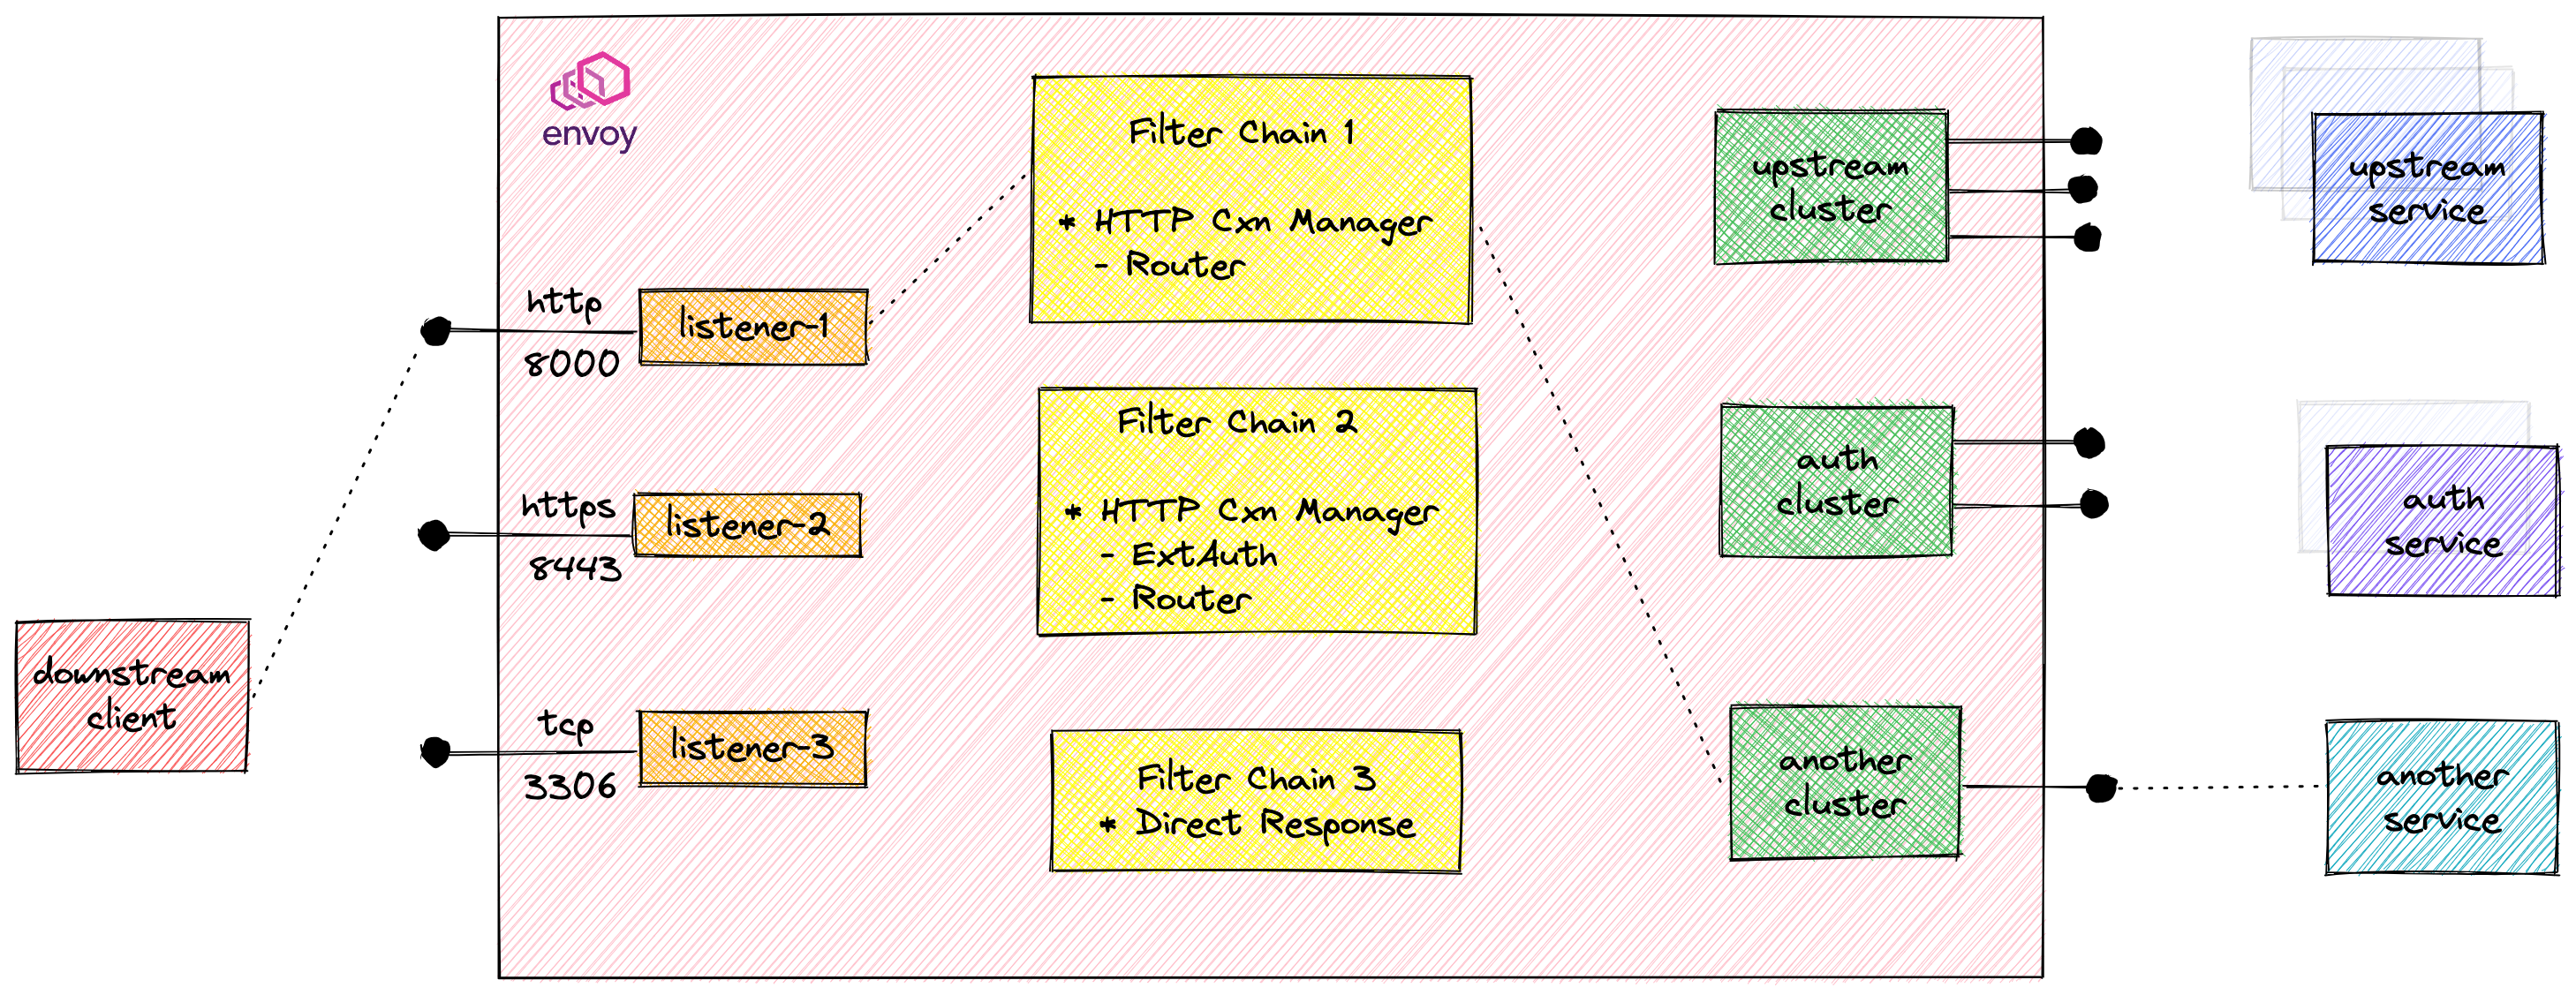 envoy
downstream
client
http
8000
listener-1
https
8443
listener-2
tcp
3306
listener-3
Filter Chain 1
* HTTP Cxn Manager
- Router
Filter Chain 2
* HTTP Cxn Manager
- ExtAuth
- Router
Filter Chain 3
* Direct Response
upstream
cluster
auth
cluster
another
cluster
upstream
service
auth
service
another
service